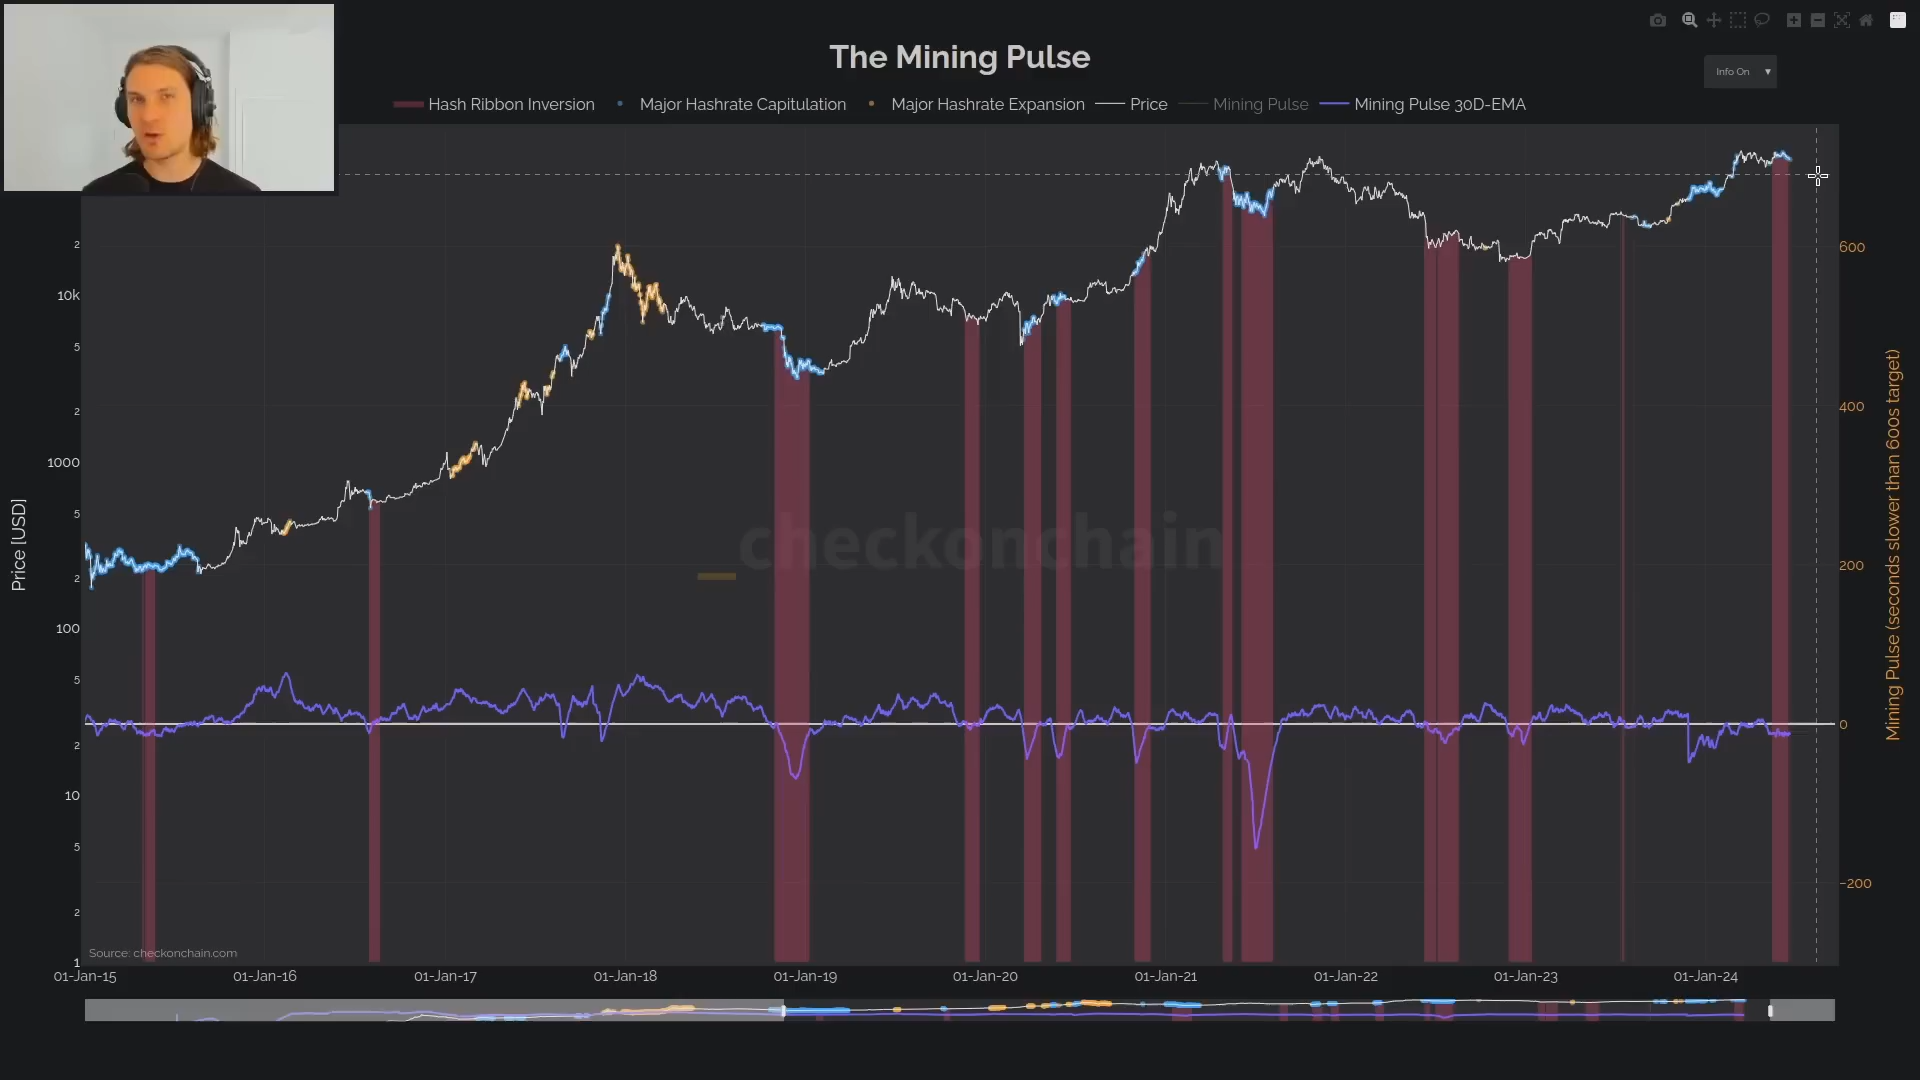 The Mining Pulse
Info On
Hash Ribbon Inversion
Major Hashrate Capitulation
Major Hashrate Expansion
Price
Mining Pulse
Mining Pulse 30D-EMA
2
10k
5
2
1000
5
2
100
5
2
10
5
2
1
Price [USD]
600
400
200
0
−200
Mining Pulse (seconds slower than 600s target)
_checkonchain
Source: checkonchain.com
01-Jan-15
01-Jan-16
01-Jan-17
01-Jan-18
01-Jan-19
01-Jan-20
01-Jan-21
01-Jan-22
01-Jan-23
01-Jan-24